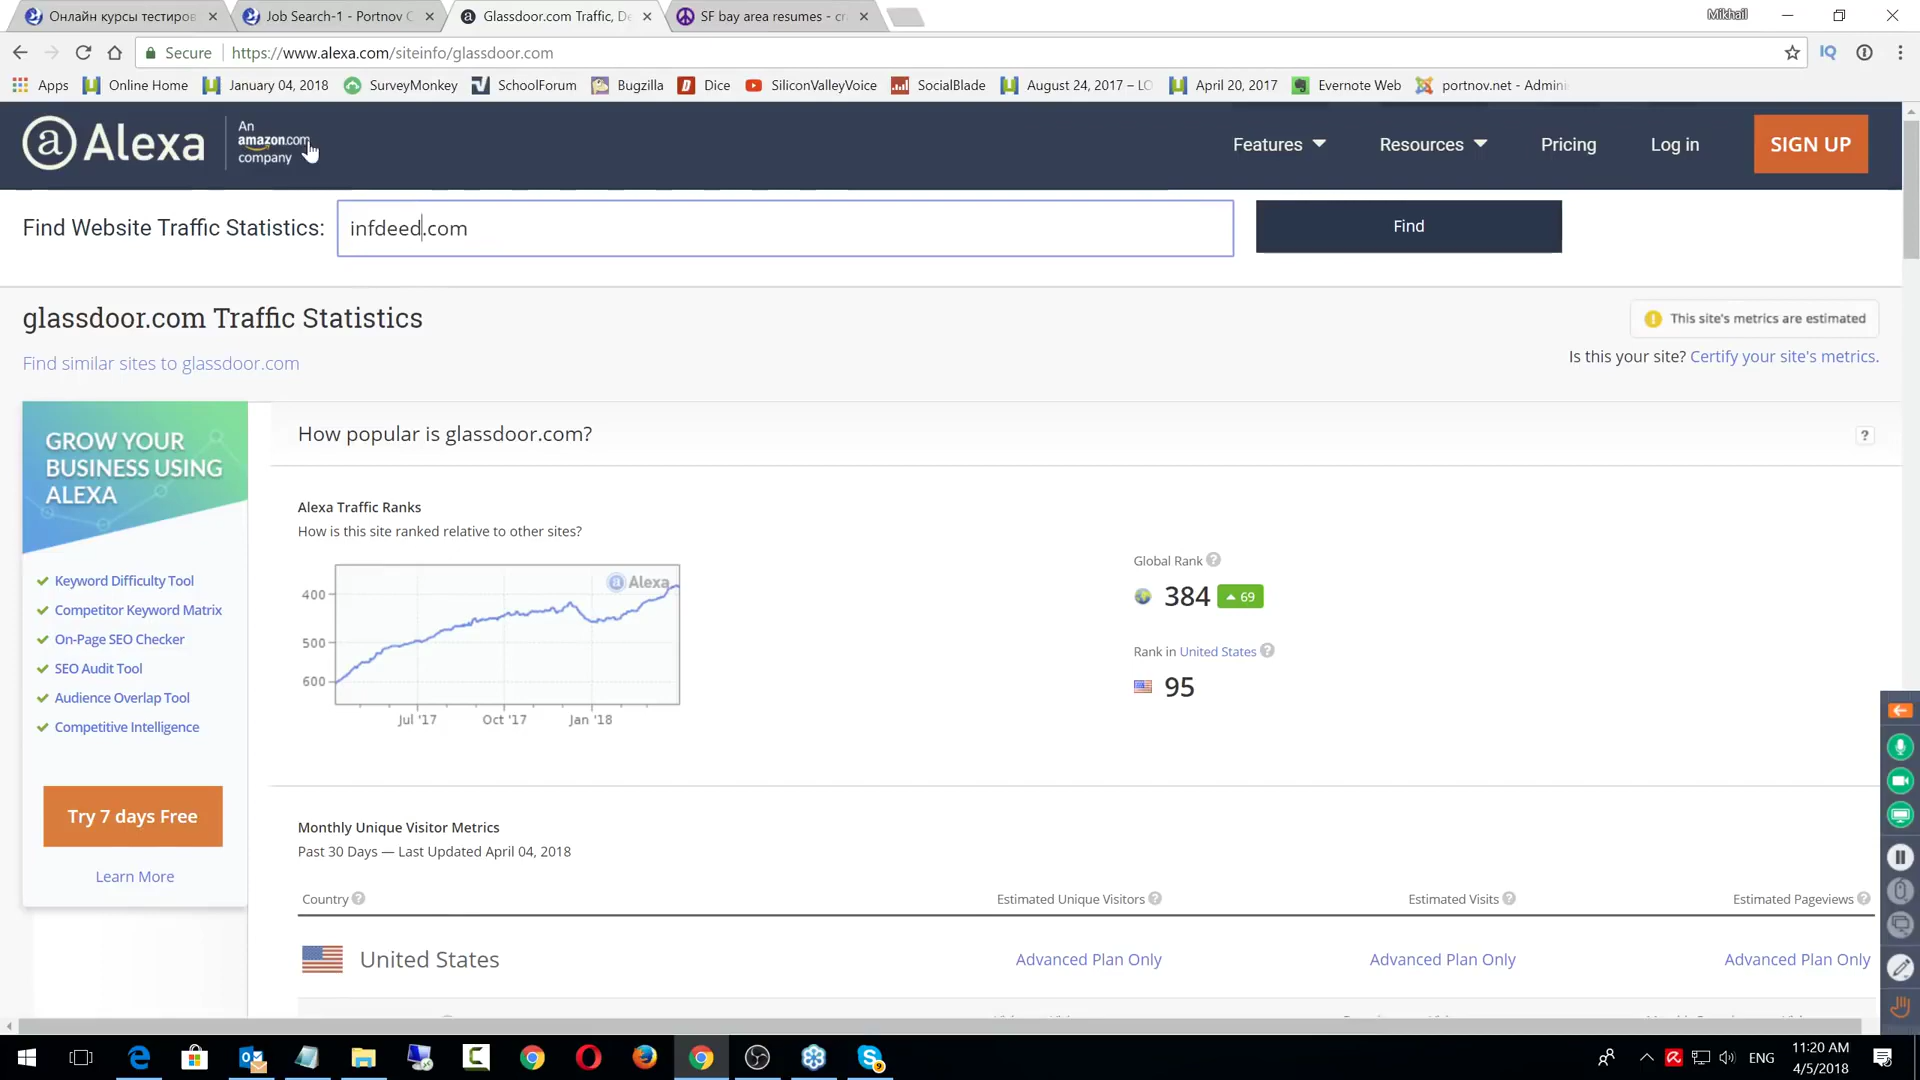 Онлайн курсы тестиров
Job Search-1 - Portnov C
Glassdoor.com Traffic, De
SF bay area resumes - cr
Mikhail
Secure
https://www.alexa.com/siteinfo/glassdoor.com
Apps
Online Home
January 04, 2018
SurveyMonkey
SchoolForum
Bugzilla
Dice
SiliconValleyVoice
SocialBlade
August 24, 2017 – LO
April 20, 2017
Evernote Web
portnov.net - Admini
Alexa
An
amazon.com
company
Features
Resources
Pricing
Log in
SIGN UP
Find Website Traffic Statistics:
infdeed.com
Find
glassdoor.com Traffic Statistics
This site's metrics are estimated
Find similar sites to glassdoor.com
Is this your site? Certify your site's metrics.
GROW YOUR
BUSINESS USING
ALEXA
Keyword Difficulty Tool
Competitor Keyword Matrix
On-Page SEO Checker
SEO Audit Tool
Audience Overlap Tool
Competitive Intelligence
Try 7 days Free
Learn More
How popular is glassdoor.com?
?
Alexa Traffic Ranks
How is this site ranked relative to other sites?
Alexa
400
500
600
Jul '17
Oct '17
Jan '18
Global Rank
384
69
Rank in United States
95
Monthly Unique Visitor Metrics
Past 30 Days — Last Updated April 04, 2018
Country
Estimated Unique Visitors
Estimated Visits
Estimated Pageviews
United States
Advanced Plan Only
Advanced Plan Only
Advanced Plan Only
ENG
11:20 AM
4/5/2018